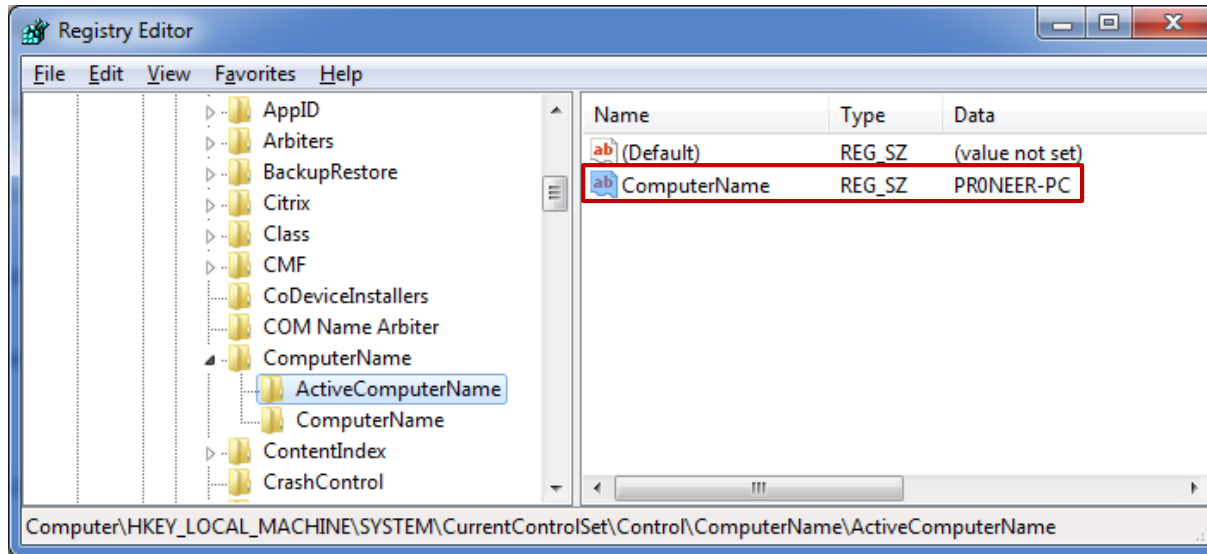 Registry Editor
File Edit View Favorites Help
AppID
Arbiters
BackupRestore
Citrix
Class
CMF
CoDeviceInstallers
COM Name Arbiter
ComputerName
ActiveComputerName
ComputerName
ContentIndex
CrashControl
Name Type Data
ab (Default) REG_SZ (value not set)
ab ComputerName REG_SZ PR0NEER-PC
Computer\HKEY_LOCAL_MACHINE\SYSTEM\CurrentControlSet\Control\ComputerName\ActiveComputerName